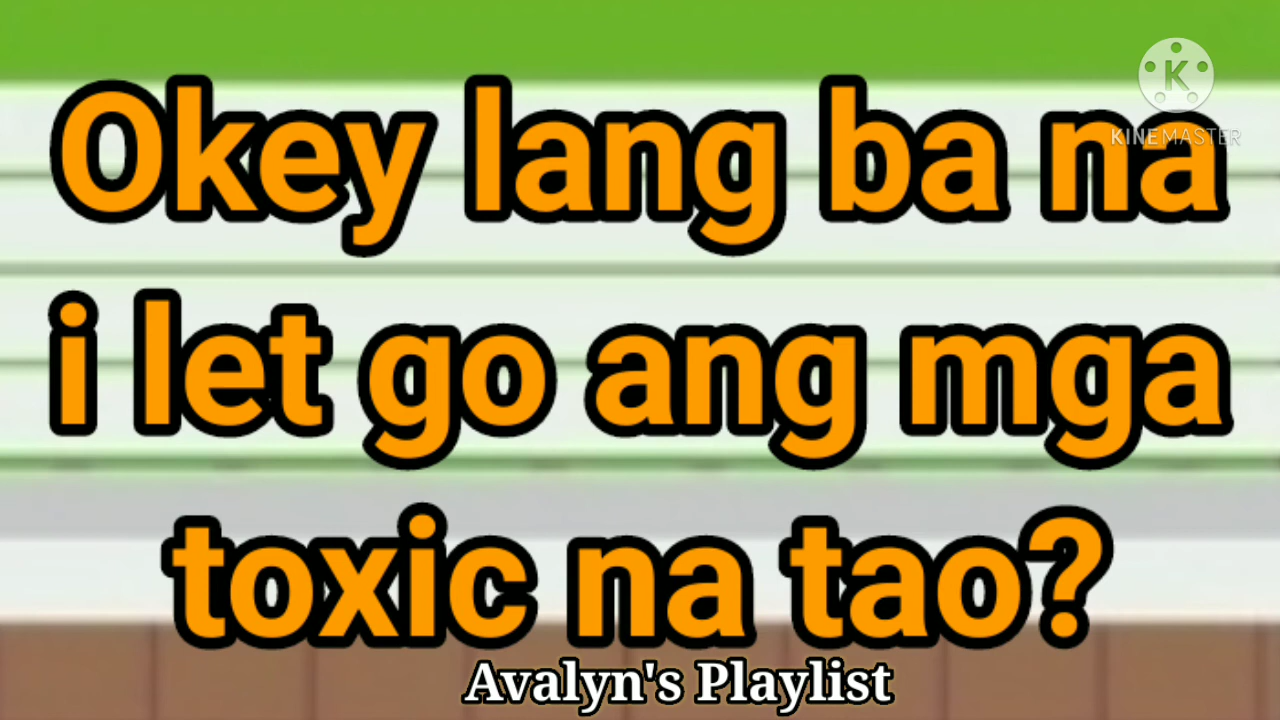 Okey lang ba na
KINEMASTER
i let go ang mga
toxic na tao?
Avalyn's Playlist